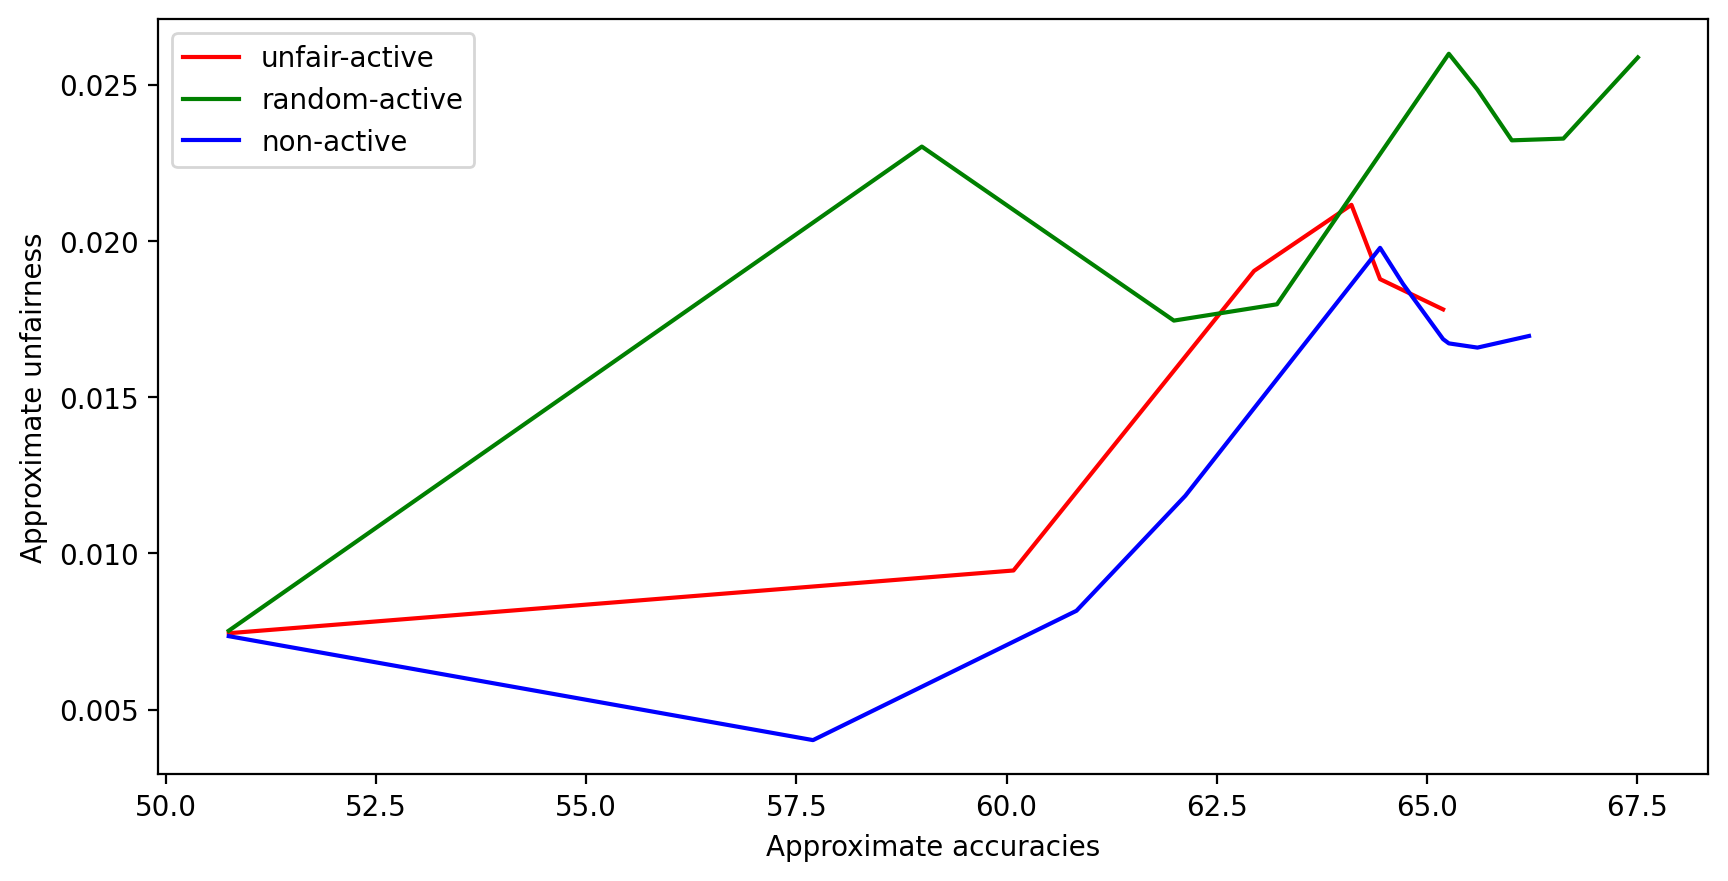 unfair-active
random-active
non-active
0.025
0.020
0.015
0.010
0.005
Approximate unfairness
50.0 52.5 55.0 57.5 60.0 62.5 65.0 67.5
Approximate accuracies